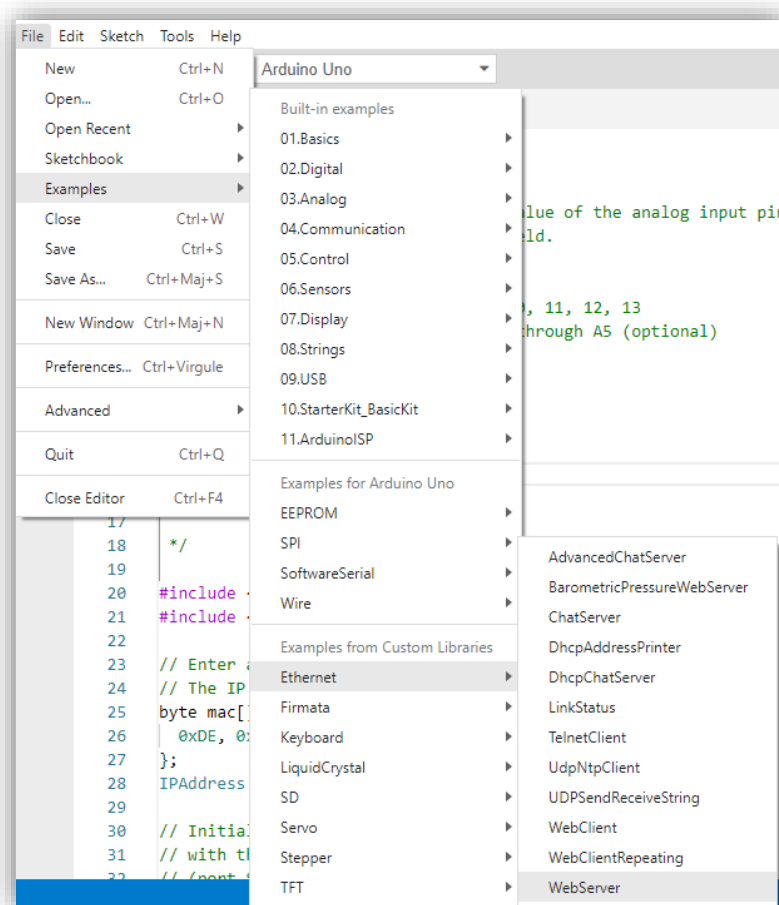 File Edit Sketch Tools Help
New Ctrl+N
Open... Ctrl+O
Open Recent
Sketchbook
Examples
Close Ctrl+W
Save Ctrl+S
Save As... Ctrl+Maj+S
New Window Ctrl+Maj+N
Preferences... Ctrl+Virgule
Advanced
Quit Ctrl+Q
Close Editor Ctrl+F4
Arduino Uno
Built-in examples
01.Basics
02.Digital
03.Analog
04.Communication
05.Control
06.Sensors
07.Display
08.Strings
09.USB
10.StarterKit_BasicKit
11.ArduinoISP
Examples for Arduino Uno
EEPROM
SPI
SoftwareSerial
Wire
Examples from Custom Libraries
Ethernet
Firmata
Keyboard
LiquidCrystal
SD
Servo
Stepper
TFT
AdvancedChatServer
BarometricPressureWebServer
ChatServer
DhcpAddressPrinter
DhcpChatServer
LinkStatus
TelnetClient
UdpNtpClient
UDPSendReceiveString
WebClient
WebClientRepeating
WebServer
of the analog input
, 11, 12, 13
through A5 (optional)
17
18 */
19
20 #include <
21 #include <
22
23 // Enter
24 // The IP
25 byte mac[]
26 0xDE,
27 };
28 IPAddress
29
30 //
31 // with
32 //